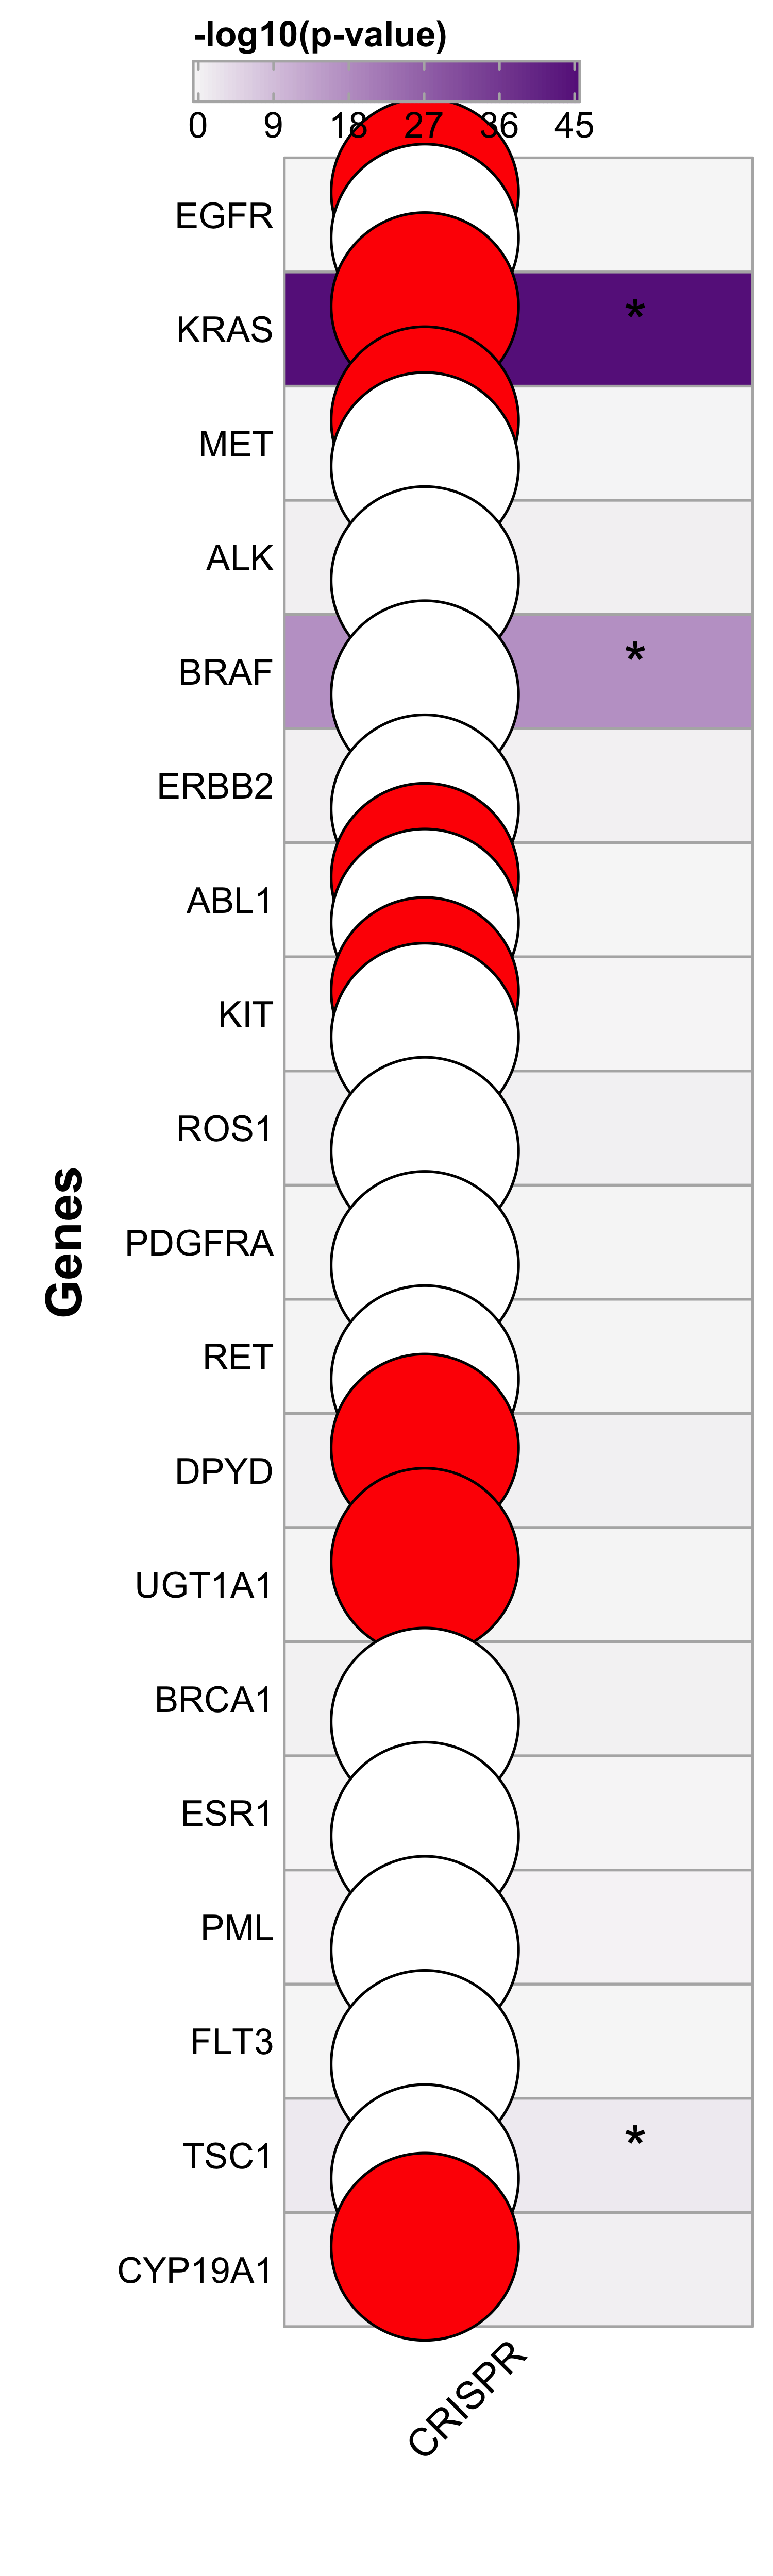 -log10(p-value)
0 9 18 27 36 45
EGFR
KRAS *
MET
ALK
BRAF *
ERBB2
ABL1
KIT
ROS1
PDGFRA
RET
DPYD
UGT1A1
BRCA1
ESR1
PML
FLT3
TSC1 *
CYP19A1
Genes
CRISPR